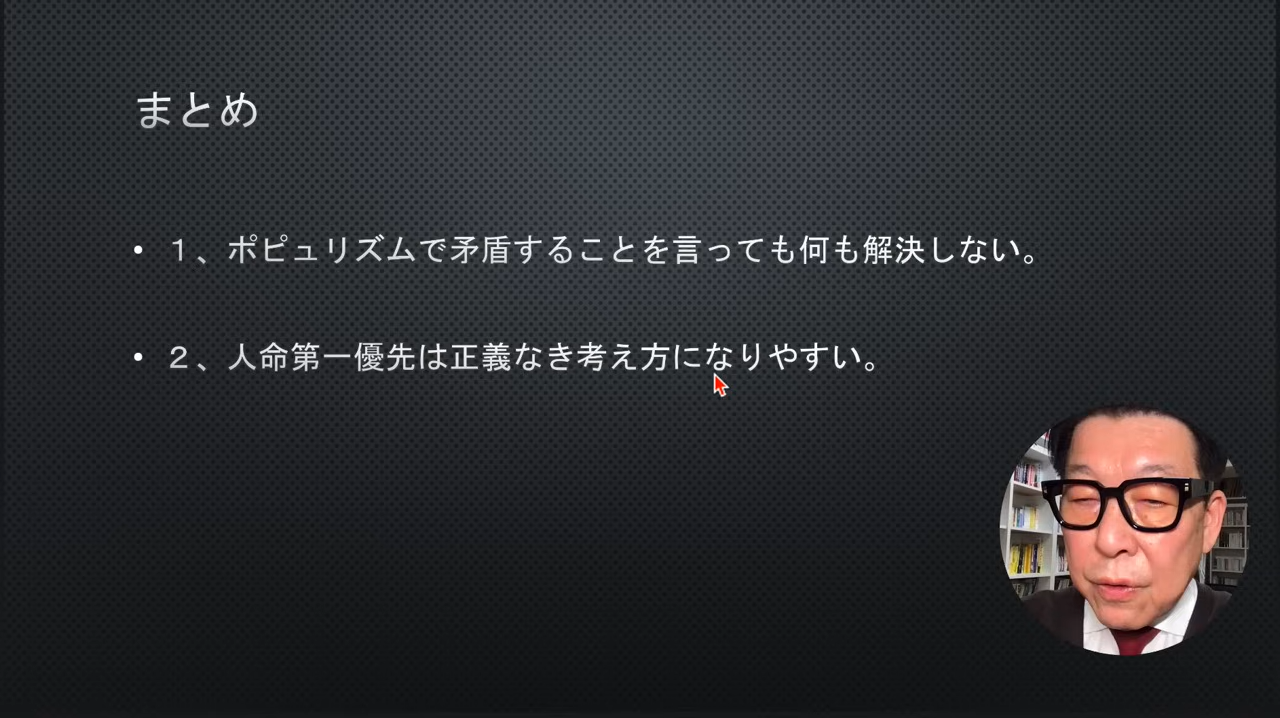 まとめ
• １、ポピュリズムで矛盾することを言っても何も解決しない。
• ２、人命第一優先は正義なき考え方になりやすい。